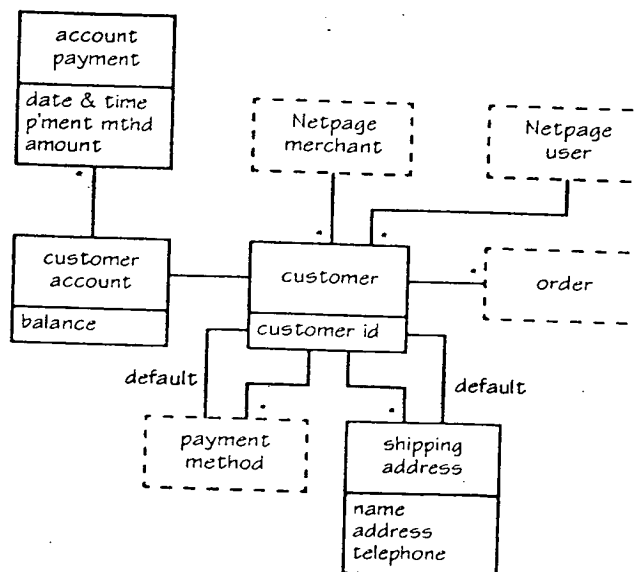 account
payment
date & time
p'ment mthd
amount
Netpage
merchant
Netpage
user
customer
account
balance
customer
customer id
order
default
default
payment
method
shipping
address
name
address
telephone